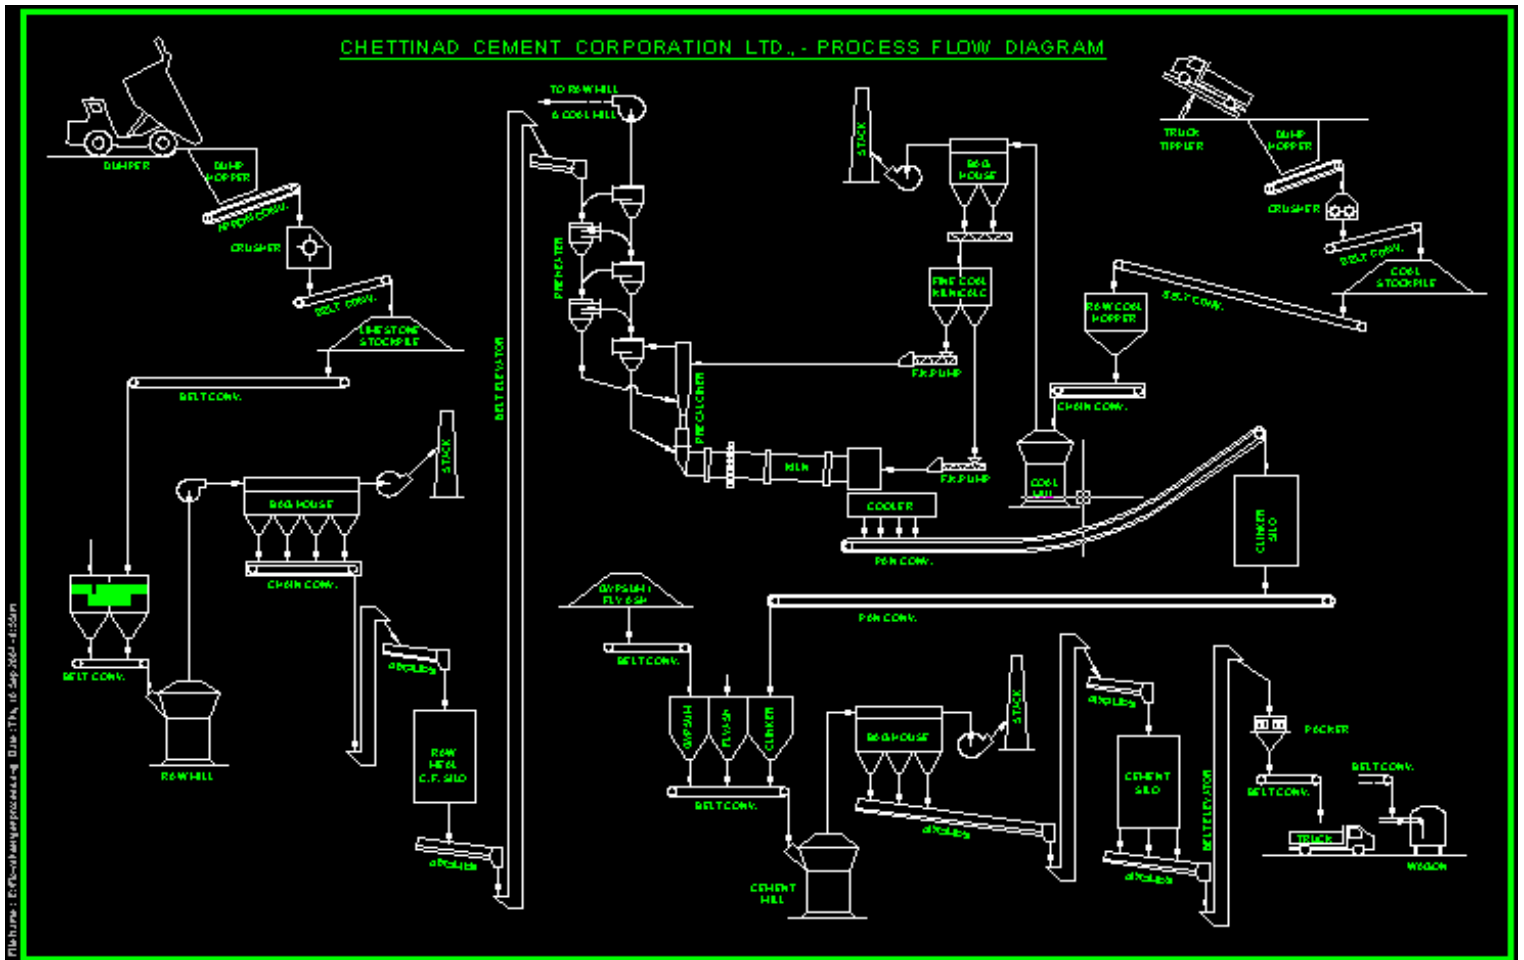 CHETTINAD CEMENT CORPORATION LTD., - PROCESS FLOW DIAGRAM
DUMPER
DUMP
HOPPER
APRON CONV.
CRUSHER
BELT CONV.
LIMESTONE
STOCKPILE
BELT CONV.
STACK
BAG HOUSE
CHAIN CONV.
BELT CONV.
RAW MILL
AIRSLIDE
RAW
MEAL
C.F. SILO
AIRSLIDE
BELT ELEVATOR
TO RAW MILL
& COAL MILL
PREHEATER
PRECALCINER
KILN
COOLER
PAN CONV.
F.K. PUMP
F.K. PUMP
STACK
BAG
HOUSE
FINE COAL
TRUCK
TIPPLER
DUMP
HOPPER
CRUSHER
BELT CONV.
COAL
STOCKPILE
BELT CONV.
RAW COAL
HOPPER
CHAIN CONV.
COAL
MILL
CLINKER
SILO
PAN CONV.
GYPSUM /
FLYASH
BELT CONV.
GYPSUM
FLYASH
CLINKER
BELT CONV.
CEMENT
MILL
BAG HOUSE
STACK
AIRSLIDE
AIRSLIDE
CEMENT
SILO
AIRSLIDE
BELT ELEVATOR
PACKER
BELT CONV.
BELT CONV.
TRUCK
WAGON